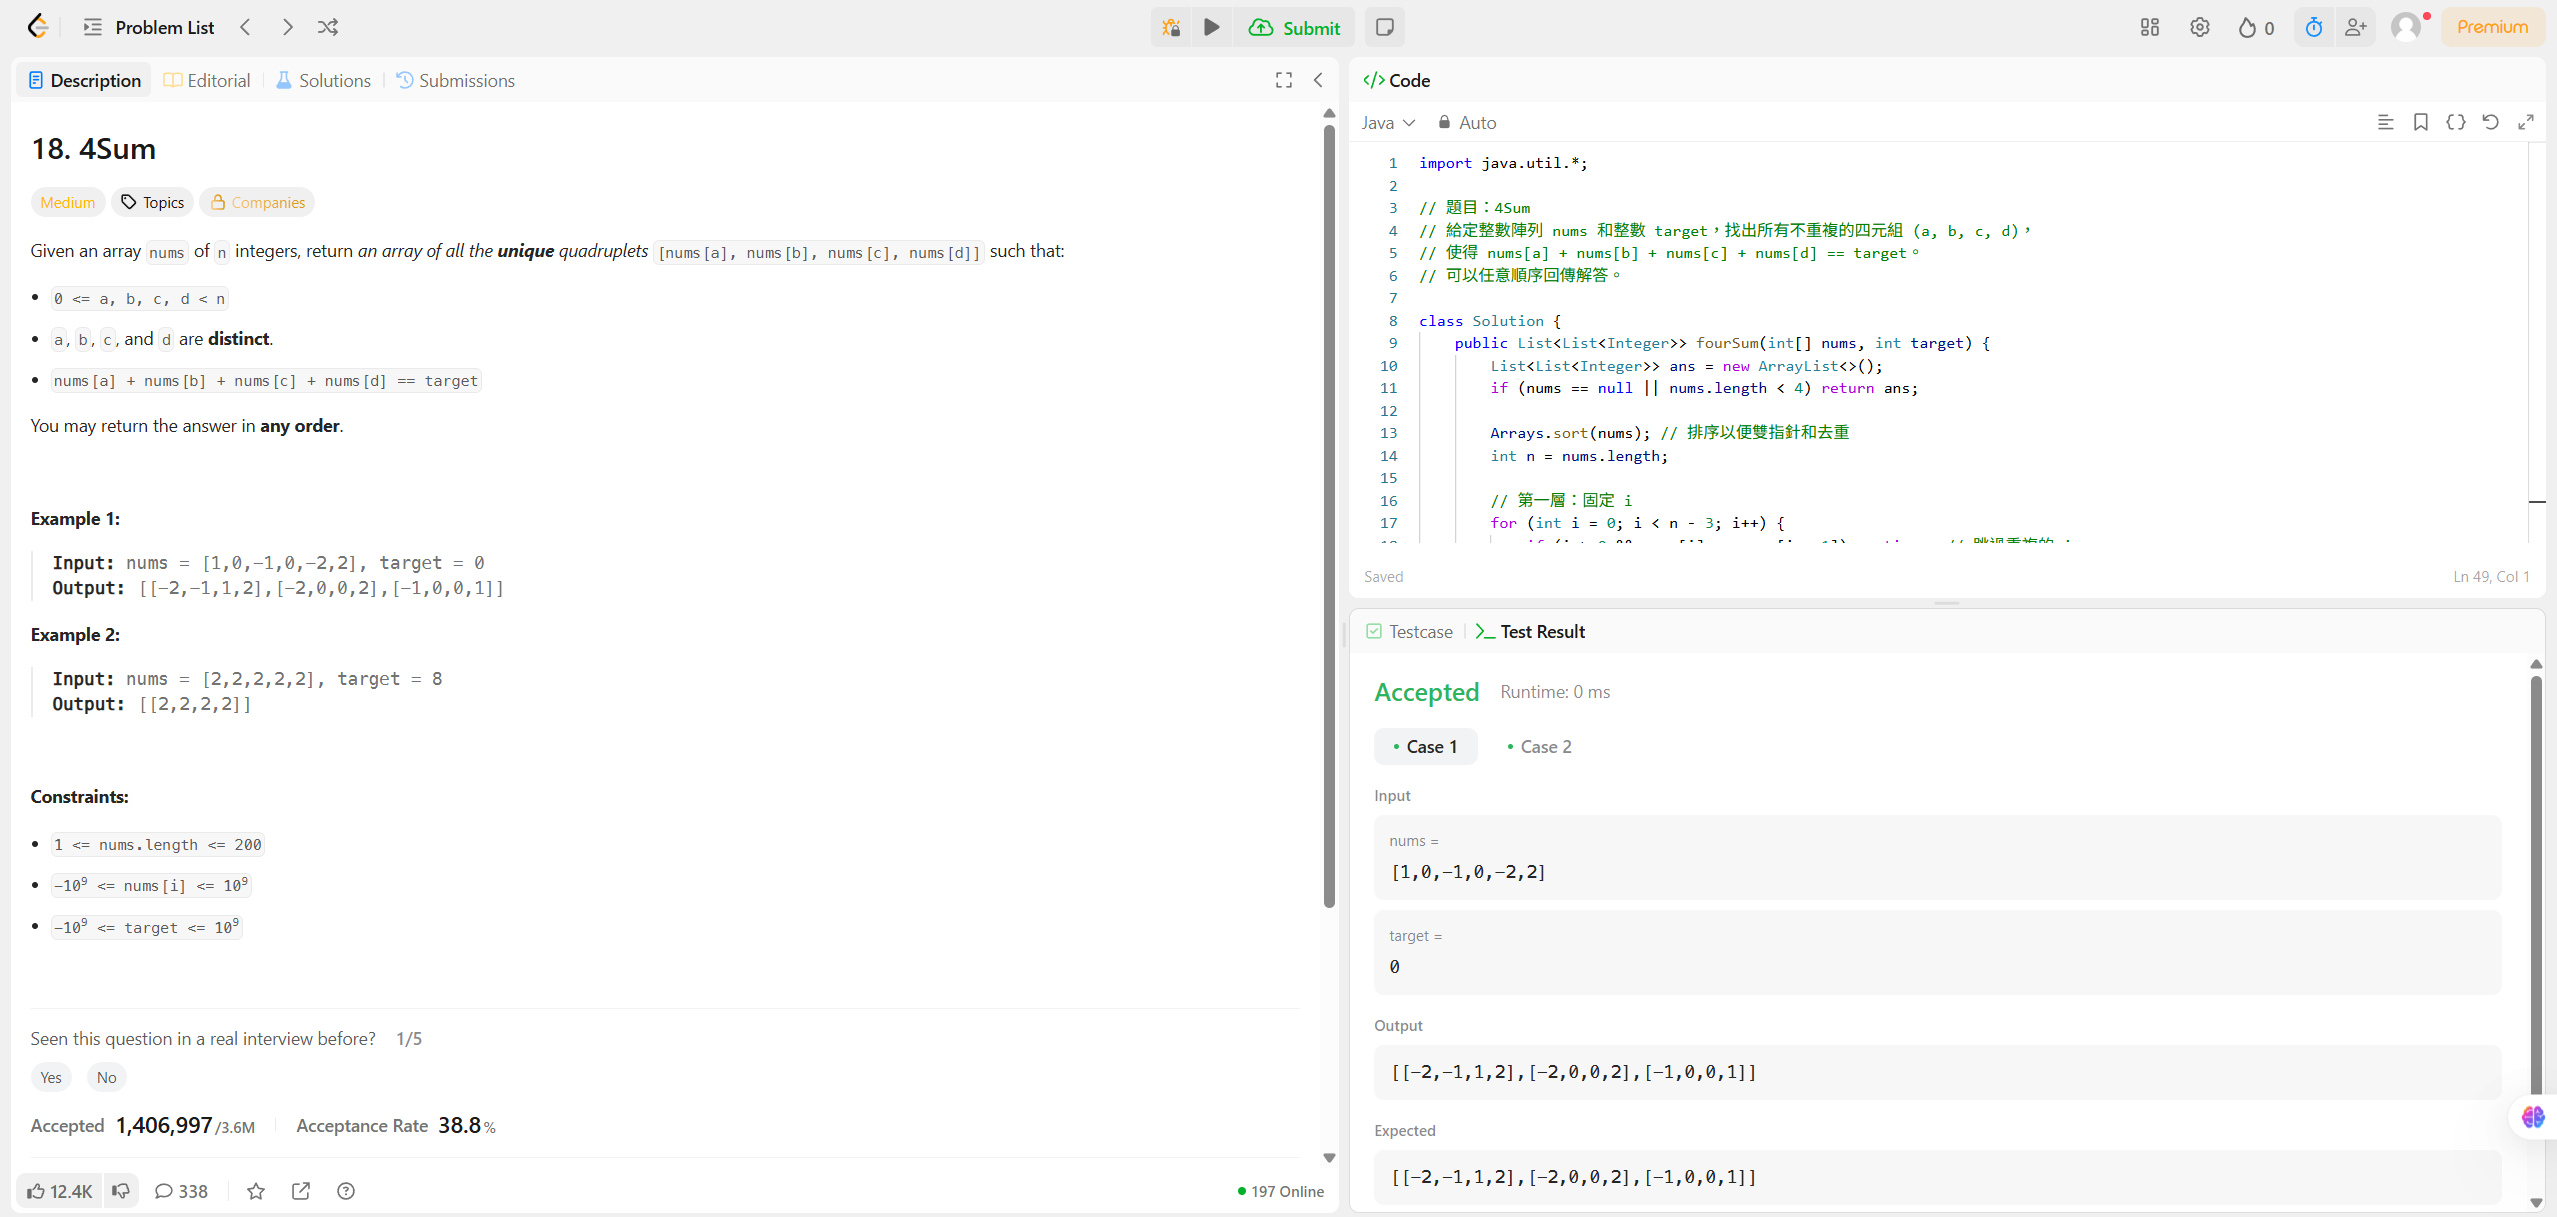 Problem List
Submit
0
Premium
Description
Editorial
Solutions
Submissions
18. 4Sum
Medium
Topics
Companies
Given an array nums of n integers, return an array of all the unique quadruplets [nums[a], nums[b], nums[c], nums[d]] such that:
0 <= a, b, c, d < n
a, b, c, and d are distinct.
nums[a] + nums[b] + nums[c] + nums[d] == target
You may return the answer in any order.
Example 1:
Input: nums = [1,0,-1,0,-2,2], target = 0
Output: [[-2,-1,1,2],[-2,0,0,2],[-1,0,0,1]]
Example 2:
Input: nums = [2,2,2,2,2], target = 8
Output: [[2,2,2,2]]
Constraints:
1 <= nums.length <= 200
-10⁹ <= nums[i] <= 10⁹
-10⁹ <= target <= 10⁹
Seen this question in a real interview before? 1/5
Yes
No
Accepted 1,406,997/3.6M
Acceptance Rate 38.8%
12.4K
338
197 Online
</> Code
Java
Auto
1 import java.util.*;
2
3 // 題目：4Sum
4 // 給定整數陣列 nums 和整數 target，找出所有不重複的四元組 (a, b, c, d)，
5 // 使得 nums[a] + nums[b] + nums[c] + nums[d] == target。
6 // 可以任意順序回傳解答。
7
8 class Solution {
9 public List<List<Integer>> fourSum(int[] nums, int target) {
10 List<List<Integer>> ans = new ArrayList<>();
11 if (nums == null || nums.length < 4) return ans;
12
13 Arrays.sort(nums); // 排序以便雙指針和去重
14 int n = nums.length;
15
16 // 第一層：固定 i
17 for (int i = 0; i < n - 3; i++) {
Saved
Ln 49, Col 1
Testcase
Test Result
Accepted
Runtime: 0 ms
Case 1
Case 2
Input
nums =
[1,0,-1,0,-2,2]
target =
0
Output
[[-2,-1,1,2],[-2,0,0,2],[-1,0,0,1]]
Expected
[[-2,-1,1,2],[-2,0,0,2],[-1,0,0,1]]